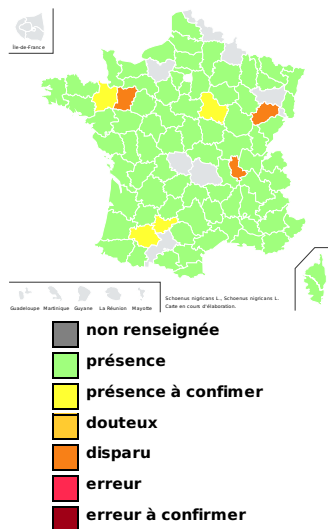 Île-de-France
Guadeloupe Martinique Guyane La Réunion Mayotte
Schoenus nigricans L., Schoenus nigricans L.
Carte en cours d'élaboration.
non renseignée
présence
présence à confimer
douteux
disparu
erreur
erreur à confirmer